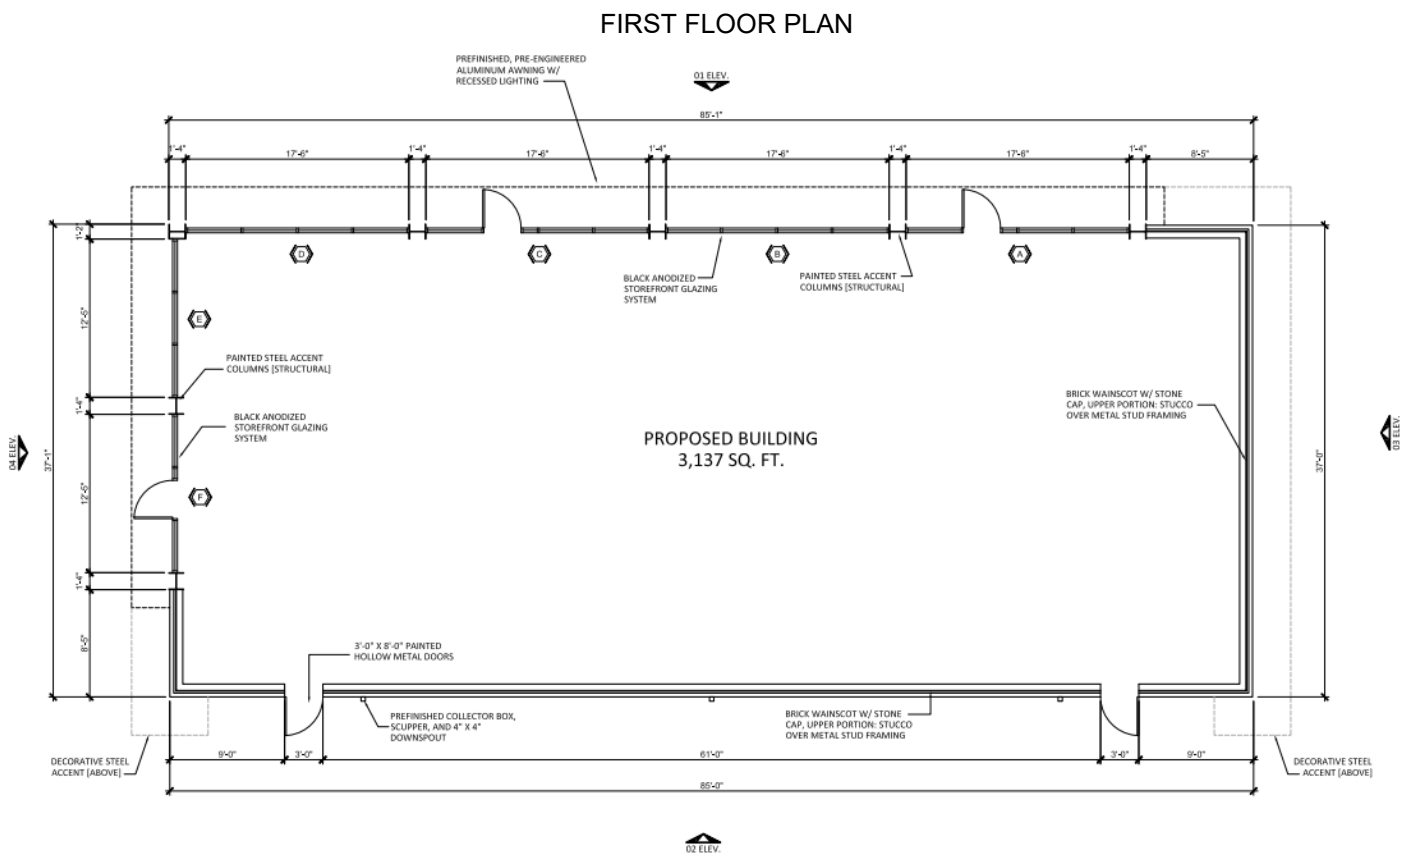 FIRST FLOOR PLAN
PREFINISHED, PRE-ENGINEERED
ALUMINUM AWNING W/
RECESSED LIGHTING
01 ELEV.
85'-1"
1'-4"
17'-6"
1'-4"
17'-6"
1'-4"
17'-6"
1'-4"
17'-6"
1'-4"
8'-5"
D
C
B
A
BLACK ANODIZED
STOREFRONT GLAZING
SYSTEM
PAINTED STEEL ACCENT
COLUMNS [STRUCTURAL]
1'-2"
12'-5"
1'-4"
12'-5"
1'-4"
8'-5"
37'-1"
04 ELEV.
E
PAINTED STEEL ACCENT
COLUMNS [STRUCTURAL]
BLACK ANODIZED
STOREFRONT GLAZING
SYSTEM
F
PROPOSED BUILDING
3,137 SQ. FT.
BRICK WAINSCOT W/ STONE
CAP, UPPER PORTION: STUCCO
OVER METAL STUD FRAMING
37'-0"
03 ELEV.
3'-0" X 8'-0" PAINTED
HOLLOW METAL DOORS
PREFINISHED COLLECTOR BOX,
SCUPPER, AND 4" X 4"
DOWNSPOUT
BRICK WAINSCOT W/ STONE
CAP, UPPER PORTION: STUCCO
OVER METAL STUD FRAMING
DECORATIVE STEEL
ACCENT [ABOVE]
9'-0"
3'-0"
61'-0"
3'-0"
9'-0"
DECORATIVE STEEL
ACCENT [ABOVE]
85'-0"
02 ELEV.